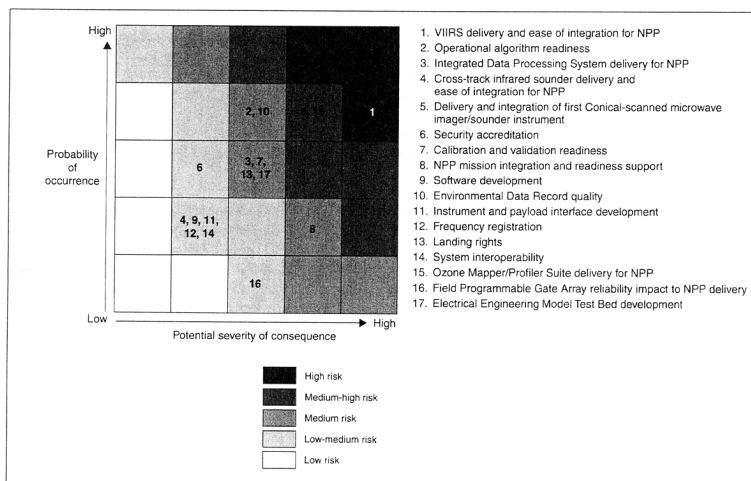 High
Probability
of
occurrence
Low
Potential severity of consequence
High
2, 10
1
6
3, 7,
13, 17
4, 9, 11,
12, 14
8
16
1. VIIRS delivery and ease of integration for NPP
2. Operational algorithm readiness
3. Integrated Data Processing System delivery for NPP
4. Cross-track infrared sounder delivery and
ease of integration for NPP
5. Delivery and integration of first Conical-scanned microwave
imager/sounder instrument
6. Security accreditation
7. Calibration and validation readiness
8. NPP mission integration and readiness support
9. Software development
10. Environmental Data Record quality
11. Instrument and payload interface development
12. Frequency registration
13. Landing rights
14. System interoperability
15. Ozone Mapper/Profiler Suite delivery for NPP
16. Field Programmable Gate Array reliability impact to NPP delivery
17. Electrical Engineering Model Test Bed development
High risk
Medium-high risk
Medium risk
Low-medium risk
Low risk